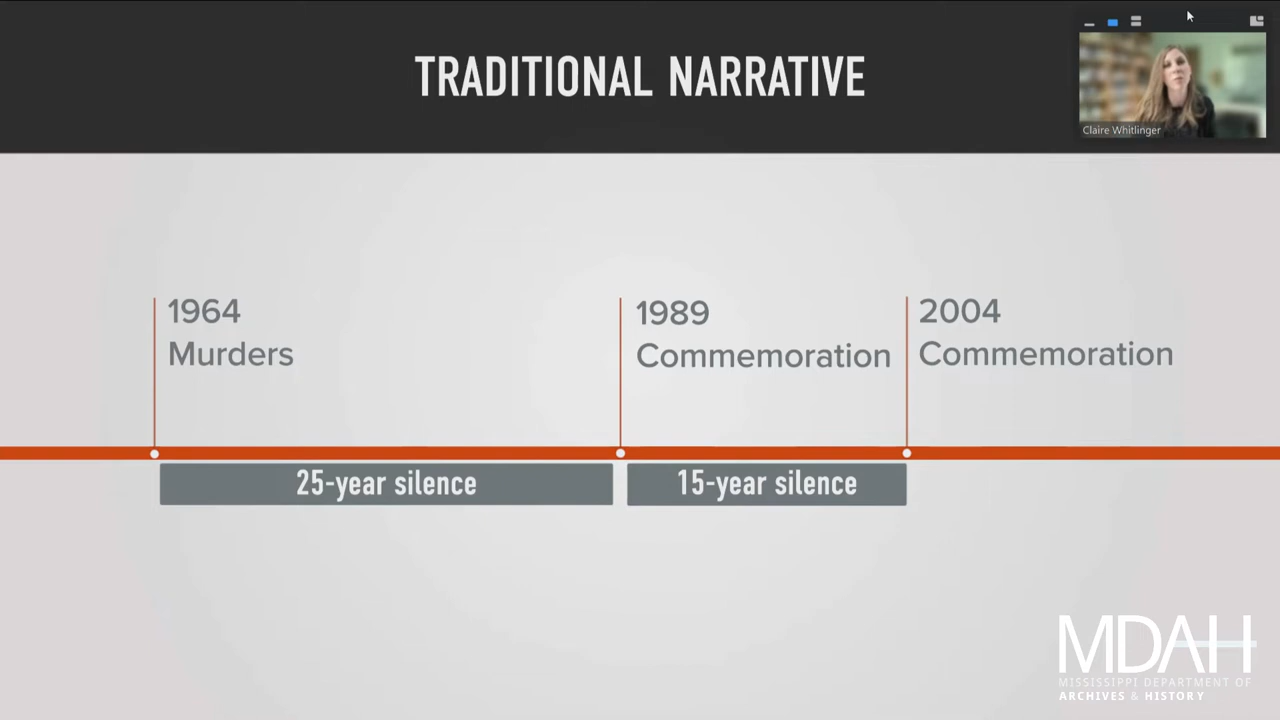 TRADITIONAL NARRATIVE
Claire Whitlinger
1964
Murders
1989
Commemoration
2004
Commemoration
25-year silence
15-year silence
MDAH
MISSISSIPPI DEPARTMENT OF
ARCHIVES & HISTORY